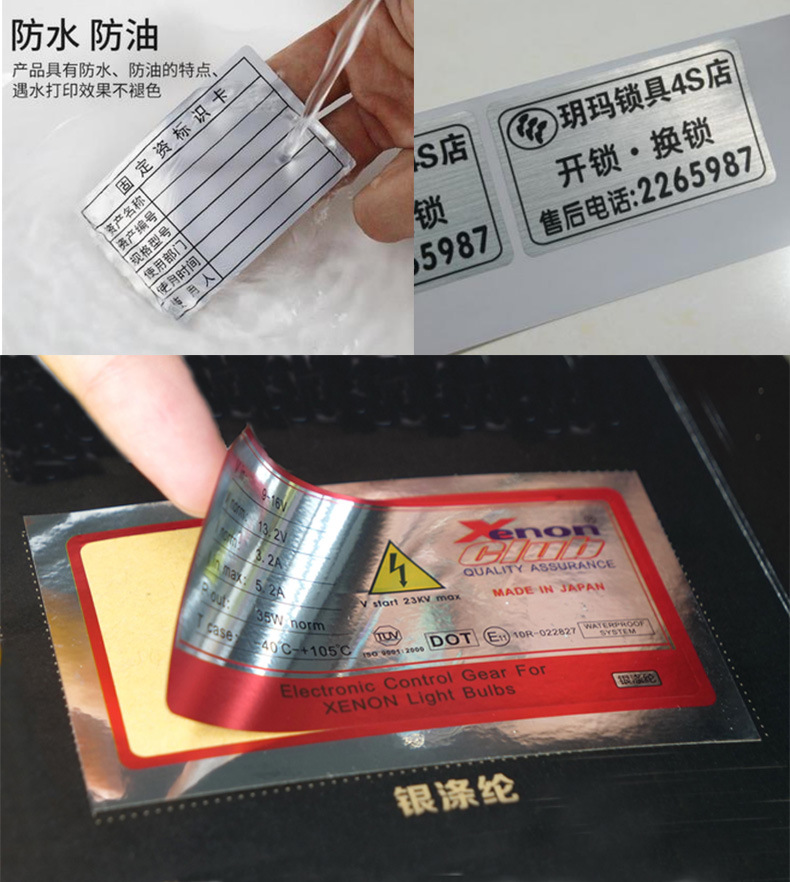 防水 防油
产品具有防水、防油的特点、
遇水打印效果不褪色
固定资标识卡
资产名称
资产编号
规格型号
使用部门
使用时间
使用人
4S店
锁
65987
玥玛锁具4S店
开锁·换锁
售后电话:2265987
9-16V
V norm: 13.2V
norm: 3.2A
max: 5.2A
P out: 35W norm
T case: -40℃-+105℃
V start 23KV max
Xenon®
Club
QUALITY ASSURANCE
MADE IN JAPAN
TUV
ISO 9001:2000
DOT
E11
10R-022827
WATERPROOF
SYSTEM
Electronic Control Gear For
XENON Light Bulbs
银涤纶
银涤纶